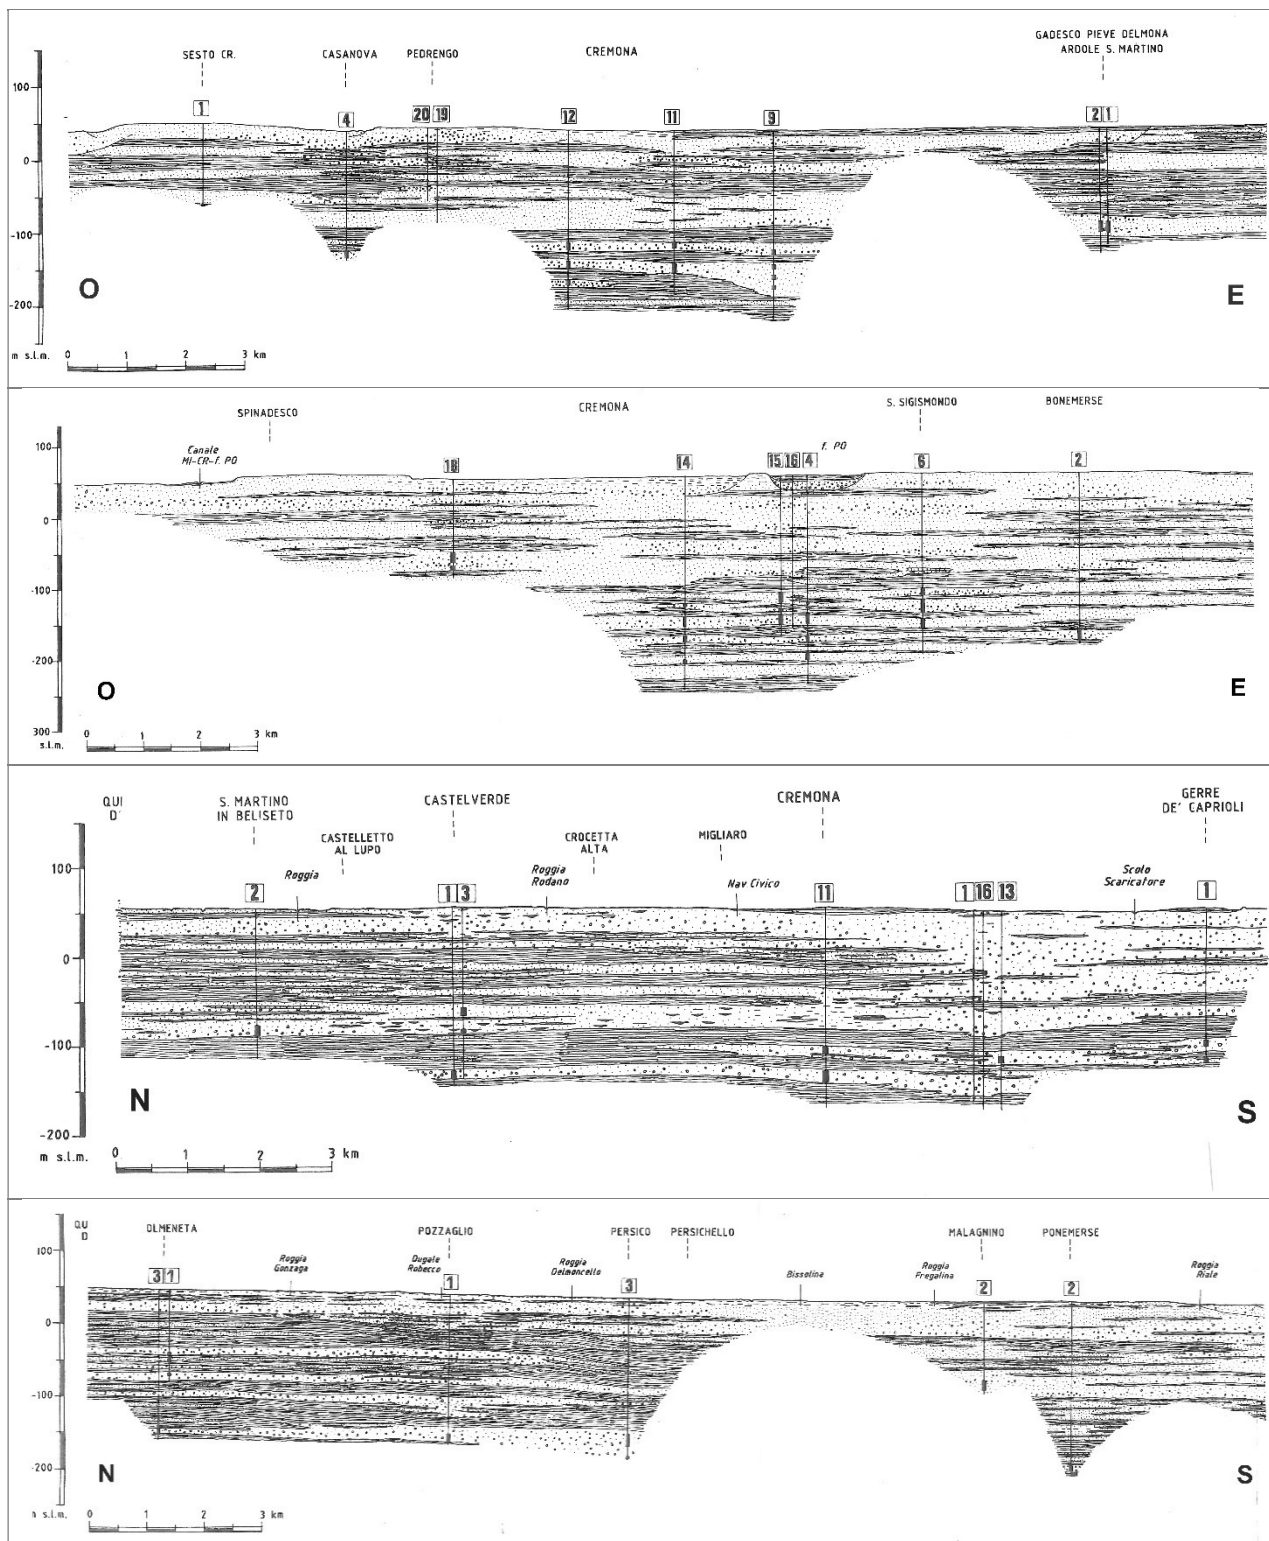 GADESCO PIEVE DELMONA
SESTO CR. CASANOVA PEDRENGO CREMONA ARDOLE S. MARTINO
100
1 4 20 19 12 11 9 2 1
0
-100
O E
-200
m s.l.m. 0 1 2 3 km
SPINADESCO CREMONA S. SIGISMONDO BONEMERSE
Canale
MI-CR-f. PO
f. PO
100
18 14 15 16 4 6 2
0
-100
-200
O E
300
s.l.m. 0 1 2 3 km
QUI
D'
S. MARTINO
IN BELISETO
CASTELVERDE CREMONA GERRE
DE' CAPRIOLI
CASTELLETTO
AL LUPO
CROCETTA
ALTA
MIGLIARO
Roggia
Roggia
Rodano
Nav Civico
Scolo
Scaricatore
100
2 1 3 11 1 16 13 1
0
-100
N S
-200
m s.l.m. 0 1 2 3 km
QU
D
OLMENETA POZZAGLIO PERSICO PERSICHELLO MALAGNINO PONEMERSE
100
Roggia
Gonzaga
Dugale
Robecco
Roggia
Delmoncello
Bissolina
Roggia
Fregalina
Roggia
Riale
3 1 1 3 2 2
0
-100
-200
N S
s.l.m. 0 1 2 3 km